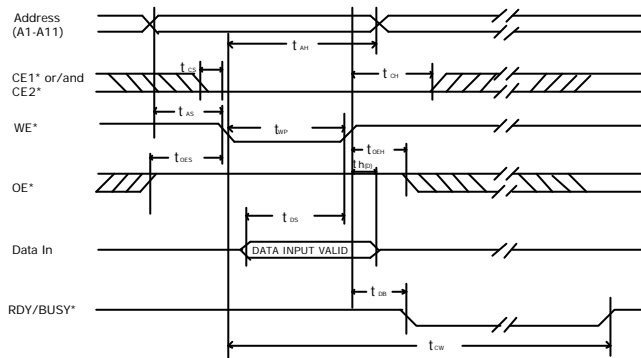 Address
(A1-A11)
t AH
CE1* or/and
CE2*
t CS
t CH
t AS
WE*
t WP
t OES
t OEH
th(D)
OE*
t DS
Data In
DATA INPUT VALID
t DB
RDY/BUSY*
t CW